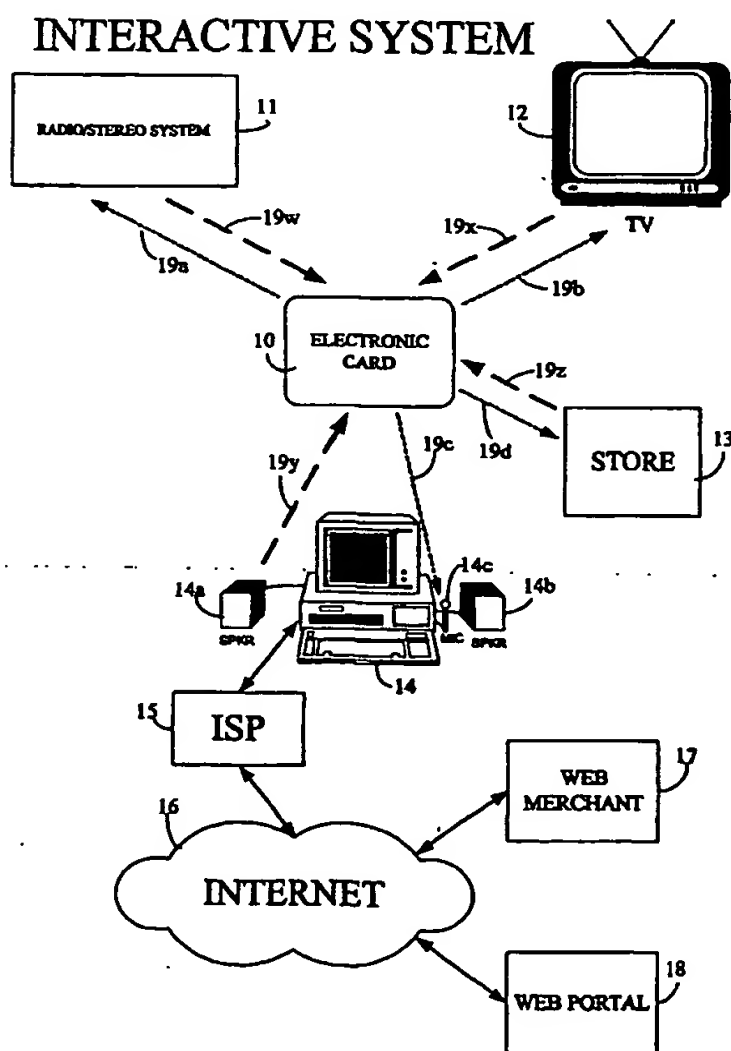 INTERACTIVE SYSTEM
11
RADIO/STEREO SYSTEM
12
19w
19x
TV
19a
19b
10
ELECTRONIC
CARD
19z
13
19y
19c
19d
STORE
14a
14c
14b
SPKR
MIC
SPKR
14
15
ISP
17
WEB
MERCHANT
16
INTERNET
18
WEB PORTAL